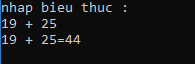 nhap bieu thuc :
19 + 25
19 + 25=44